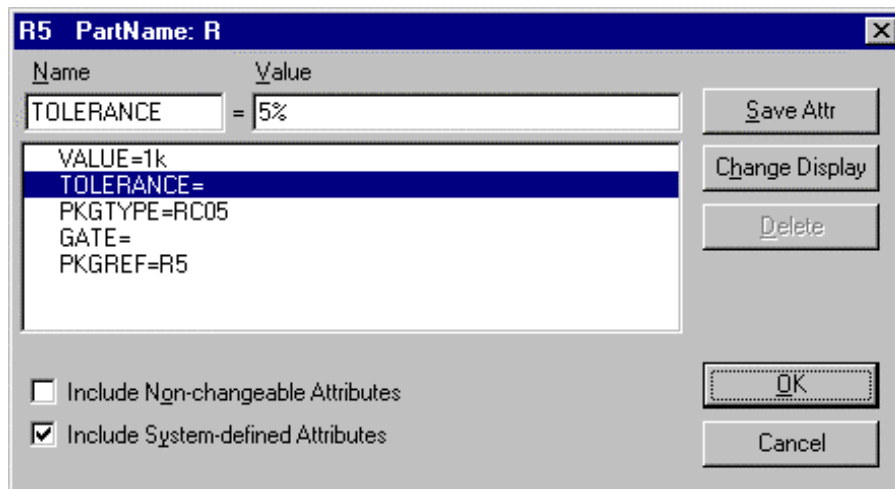 R5 PartName: R
Name Value
TOLERANCE = 5%
Save Attr
VALUE=1k
Change Display
TOLERANCE=
PKGTYPE=RC05
Delete
GATE=
PKGREF=R5
Include Non-changeable Attributes
OK
Include System-defined Attributes
Cancel